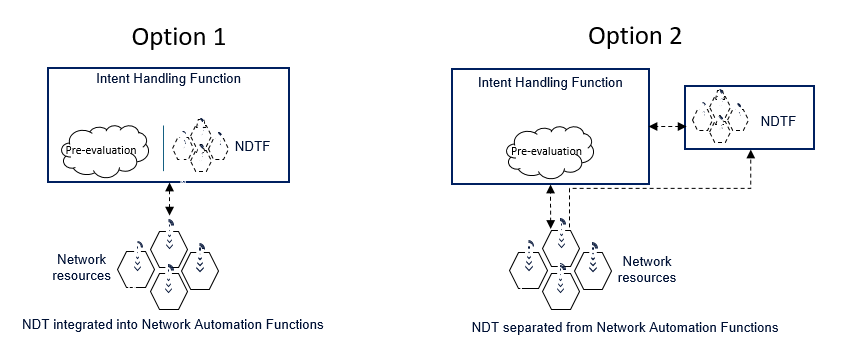 Option 1
Intent Handling Function
Pre-evaluation
NDTF
Network
resources
NDT integrated into Network Automation Functions
Option 2
Intent Handling Function
NDTF
Pre-evaluation
Network
resources
NDT separated from Network Automation Functions